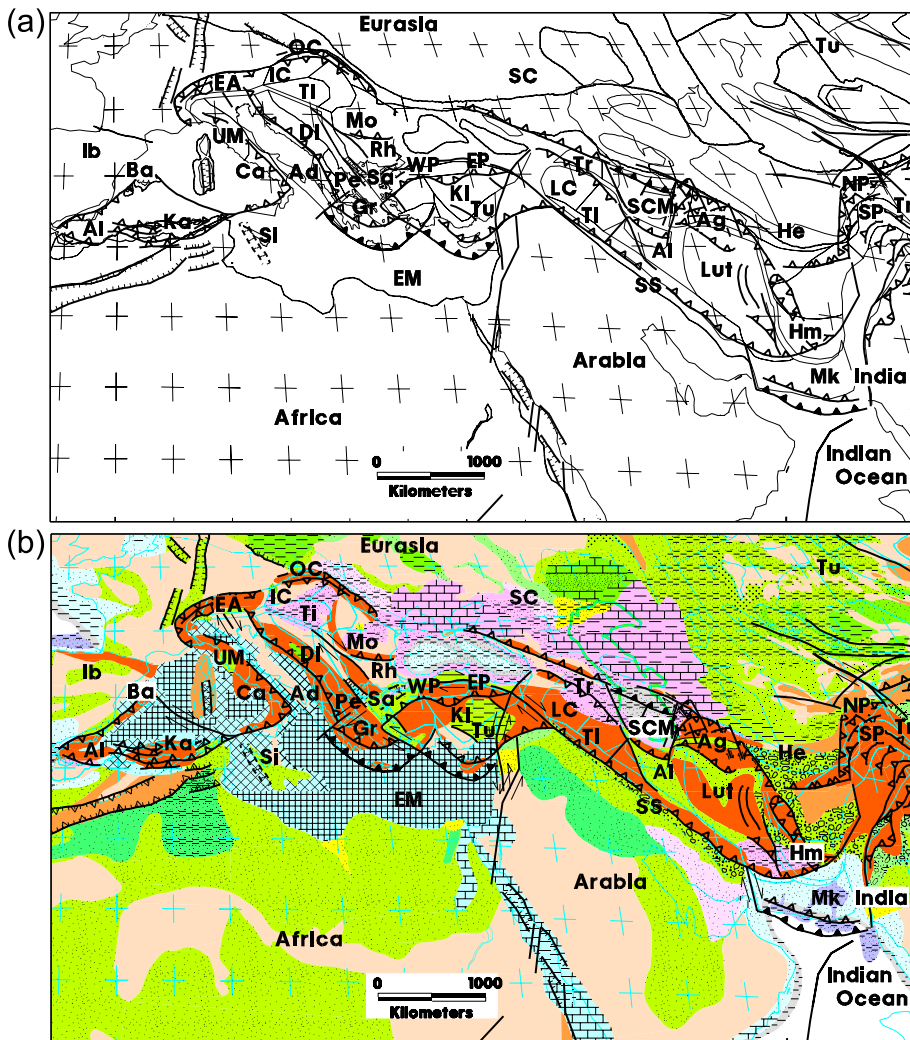 (a)
Eurasia
OC
Tu
EA
IC
SC
TI
Mo
DI
UM
Rh
Ib
WP
EP
Tr
Ba
Ca
Ad
Pe
Sa
NP
KI
LC
SCM
Tr
Gr
Tu
TI
Ag
SP
Al
Ka
SI
He
AI
EM
Lut
SS
Hm
Arabia
Mk
India
Africa
0 1000
Kilometers
Indian
Ocean
(b)
Eurasia
OC
Tu
IC
SC
EA
Ti
Mo
DI
UM
Rh
Ib
WP
EP
Tr
Ba
Ca
Ad
Pe
Sa
NP
KI
LC
SCM
Tr
Gr
Tu
TI
Ag
SP
Al
Ka
Si
He
AI
EM
Lut
SS
Hm
Arabia
Mk
India
Africa
0 1000
Kilometers
Indian
Ocean